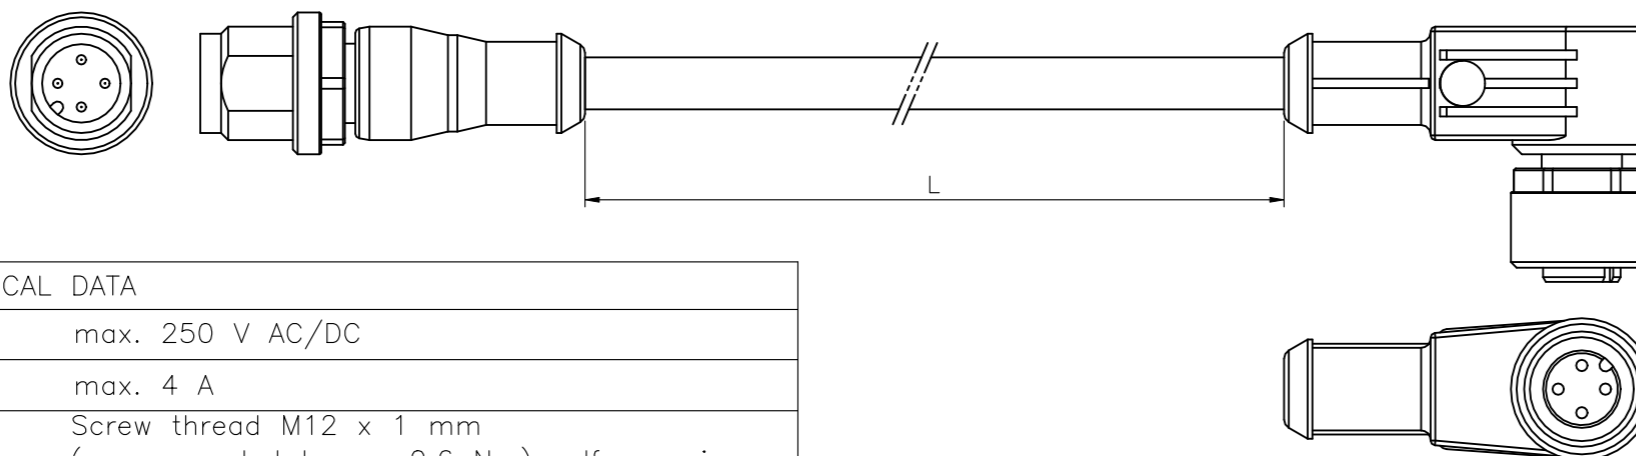 L
CAL DATA
max. 250 V AC/DC
max. 4 A
Screw thread M12 x 1 mm